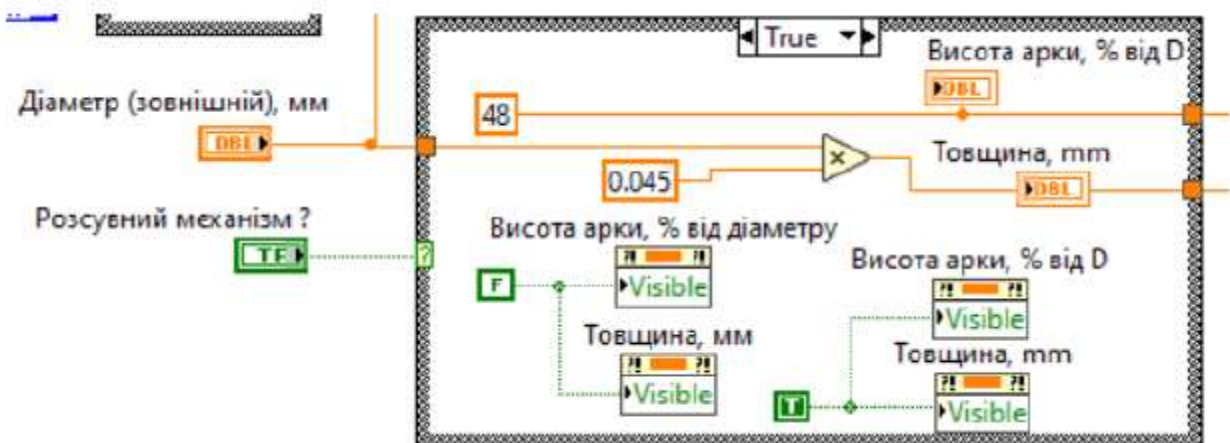 True
Висота арки, % від D
DBL
Діаметр (зовнішній), мм
DBL
48
×
Товщина, mm
DBL
0.045
Розсувний механізм ?
TF
?
Висота арки, % від діаметру
?! ?!
Visible
F
Висота арки, % від D
?! ?!
Visible
Товщина, мм
?! ?!
Visible
Товщина, mm
?! ?!
Visible
T